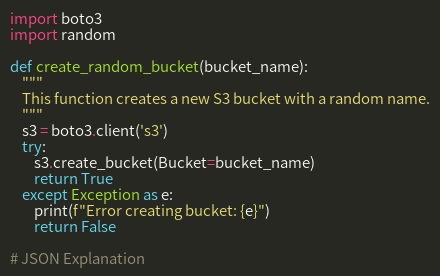 import boto3
import random

def create_random_bucket(bucket_name):
    """
    This function creates a new S3 bucket with a random name.
    """
    s3 = boto3.client('s3')
    try:
        s3.create_bucket(Bucket=bucket_name)
        return True
    except Exception as e:
        print(f"Error creating bucket: {e}")
        return False

# JSON Explanation